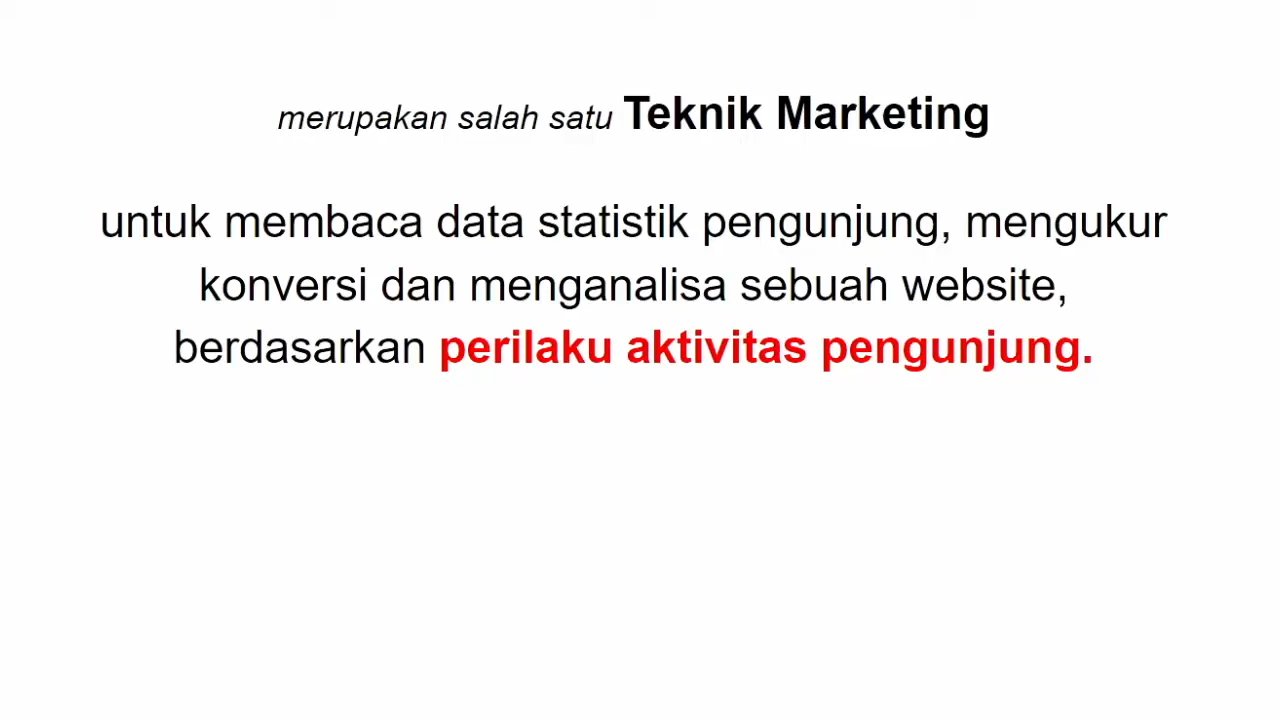 merupakan salah satu Teknik Marketing
untuk membaca data statistik pengunjung, mengukur
konversi dan menganalisa sebuah website,
berdasarkan perilaku aktivitas pengunjung.